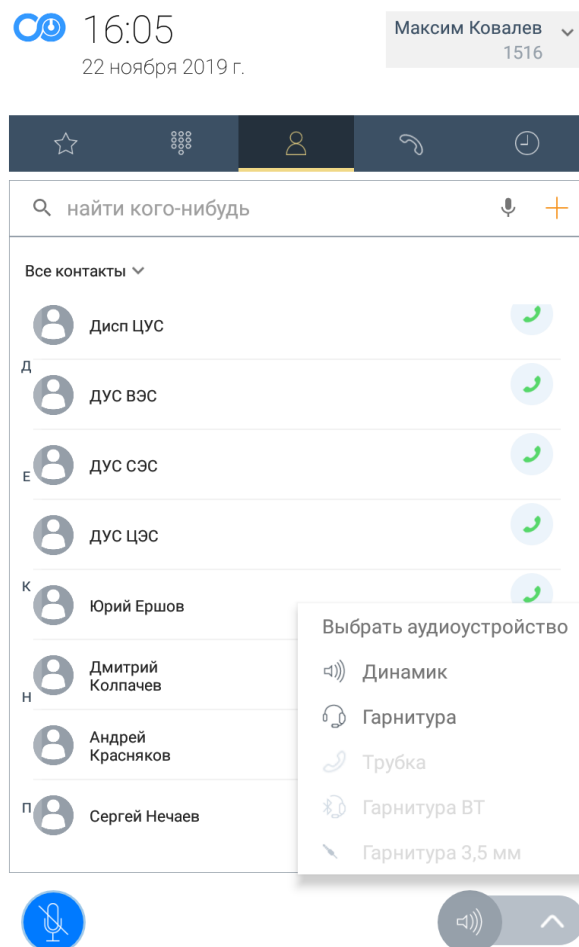 16:05
22 ноября 2019 г.
Максим Ковалев
1516
найти кого-нибудь
Все контакты
Дисп ЦУС
Д
ДУС ВЭС
ДУС СЭС
Е
ДУС ЦЭС
К
Юрий Ершов
Дмитрий
Колпачев
Н
Андрей
Красняков
П
Сергей Нечаев
Выбрать аудиоустройство
Динамик
Гарнитура
Трубка
Гарнитура ВТ
Гарнитура 3,5 мм